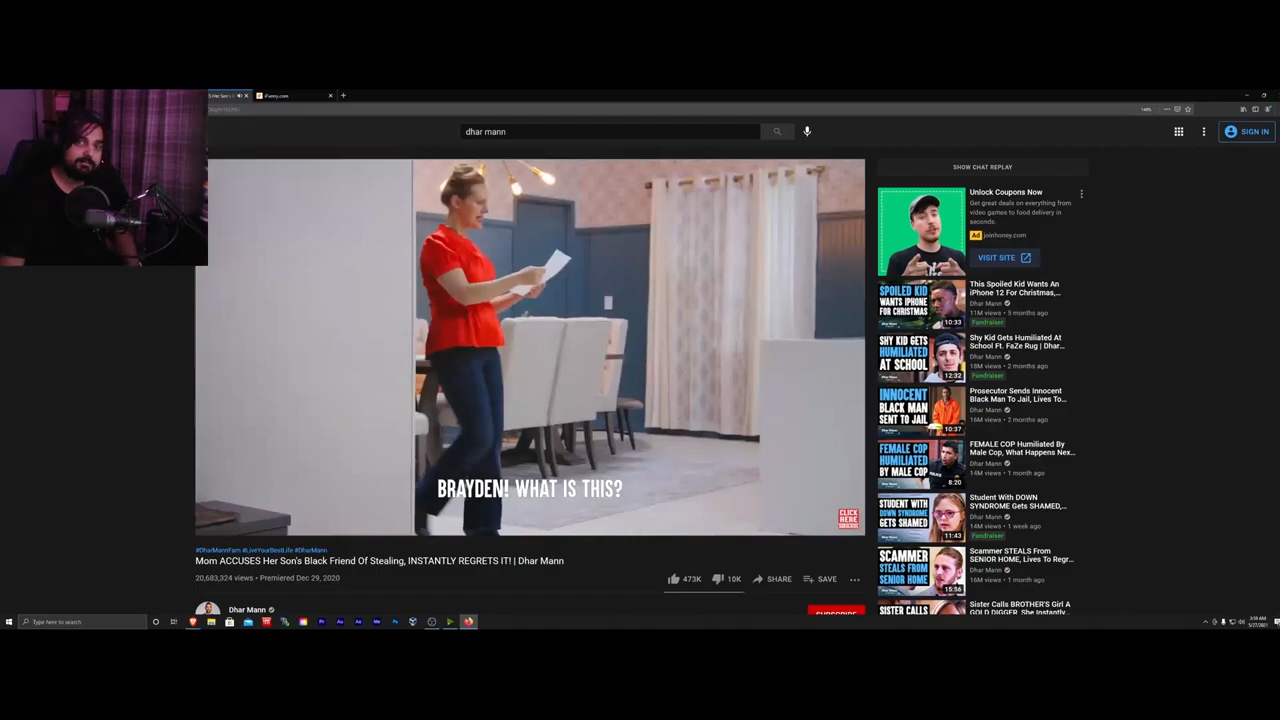 iFunny.com
dhar mann
SIGN IN
SHOW CHAT REPLAY
Unlock Coupons Now
Get great deals on everything from
video games to food delivery in
seconds.
Ad joinhoney.com
VISIT SITE
BRAYDEN! WHAT IS THIS?
CLICK
HERE
SUBSCRIBE
SPOILED KID
WANTS IPHONE
FOR CHRISTMAS
10:33
This Spoiled Kid Wants An
iPhone 12 For Christmas,...
Dhar Mann
11M views • 5 months ago
Fundraiser
SHY KID GETS
HUMILIATED
AT SCHOOL
12:32
Shy Kid Gets Humiliated At
School Ft. FaZe Rug | Dhar...
Dhar Mann
18M views • 2 months ago
Fundraiser
INNOCENT
BLACK MAN
SENT TO JAIL
10:37
Prosecutor Sends Innocent
Black Man To Jail, Lives To...
Dhar Mann
16M views • 2 months ago
FEMALE COP
HUMILIATED
BY MALE COP
8:20
FEMALE COP Humiliated By
Male Cop, What Happens Nex...
Dhar Mann
14M views • 1 month ago
STUDENT WITH
DOWN
SYNDROME
GETS SHAMED
11:43
Student With DOWN
SYNDROME Gets SHAMED,...
Dhar Mann
14M views • 1 week ago
Fundraiser
SCAMMER
STEALS FROM
SENIOR HOME
15:56
Scammer STEALS From
SENIOR HOME, Lives To Regr...
Dhar Mann
16M views • 1 month ago
SISTER CALLS
Sister Calls BROTHER'S Girl A
GOLD DIGGER, She Instantly...
#DharMannFam #LiveYourBestLife #DharMann
Mom ACCUSES Her Son's Black Friend Of Stealing, INSTANTLY REGRETS IT! | Dhar Mann
20,683,324 views • Premiered Dec 29, 2020
473K
10K
SHARE
SAVE
Dhar Mann
SUBSCRIBE
Type here to search
3:59 AM
5/27/2021